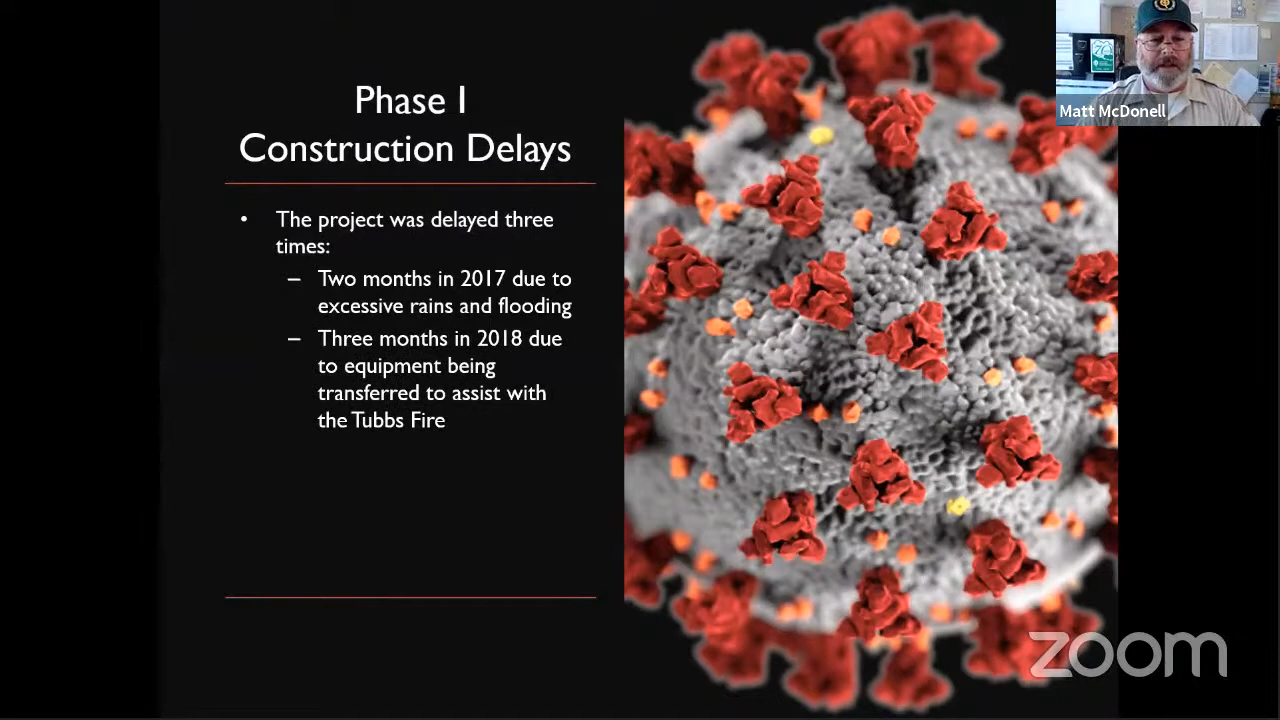 Phase I
Construction Delays
• The project was delayed three
times:
– Two months in 2017 due to
excessive rains and flooding
– Three months in 2018 due
to equipment being
transferred to assist with
the Tubbs Fire
Matt McDonell
zoom